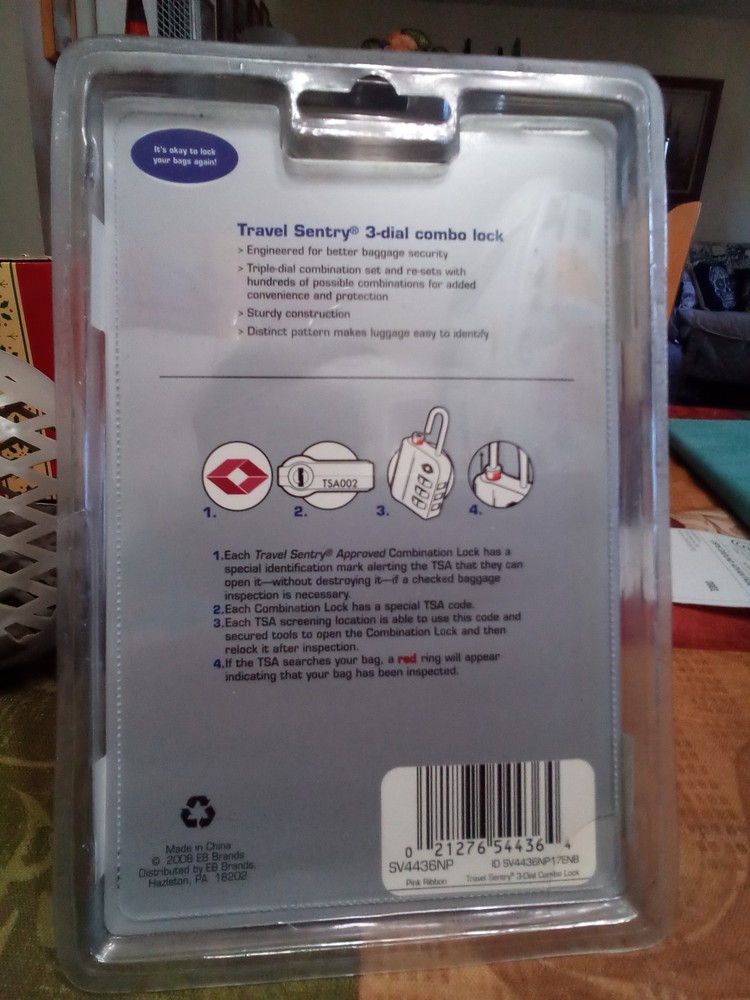 It's okay to lock
your bags again!
Travel Sentry® 3-dial combo lock
> Engineered for better baggage security
> Triple-dial combination set and re-sets with
hundreds of possible combinations for added
convenience and protection
> Sturdy construction
> Distinct pattern makes luggage easy to identify
TSA002
1.
2.
3.
4.
1.Each Travel Sentry® Approved Combination Lock has a
special identification mark alerting the TSA that they can
open it—without destroying it—if a checked baggage
inspection is necessary.
2.Each Combination Lock has a special TSA code.
3.Each TSA screening location is able to use this code and
secured tools to open the Combination Lock and then
relock it after inspection.
4.If the TSA searches your bag, a red ring will appear
indicating that your bag has been inspected.
Made in China
© 2006 EB Brands
Distributed by EB Brands,
Hazleton, PA 18202
0 21276 54436 4
SV4436NP ID SV4436NP17ENB
Pink Ribbon Travel Sentry® 3-Dial Combo Lock